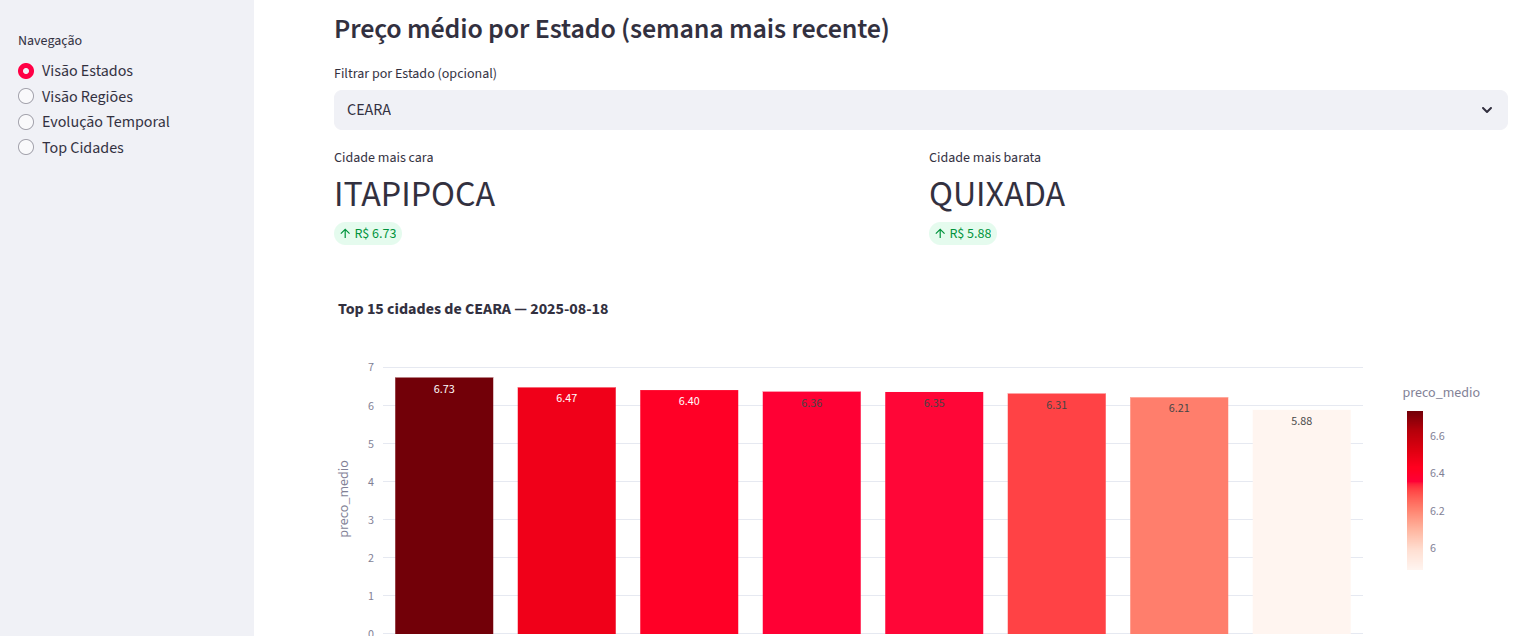 Navegação
Visão Estados
Visão Regiões
Evolução Temporal
Top Cidades
Preço médio por Estado (semana mais recente)
Filtrar por Estado (opcional)
CEARA
Cidade mais cara
ITAPIPOCA
↑ R$ 6.73
Cidade mais barata
QUIXADA
↑ R$ 5.88
Top 15 cidades de CEARA — 2025-08-18
preco_medio
7
6
5
4
3
2
1
0
6.73
6.47
6.40
6.36
6.35
6.31
6.21
5.88
preco_medio
6.6
6.4
6.2
6